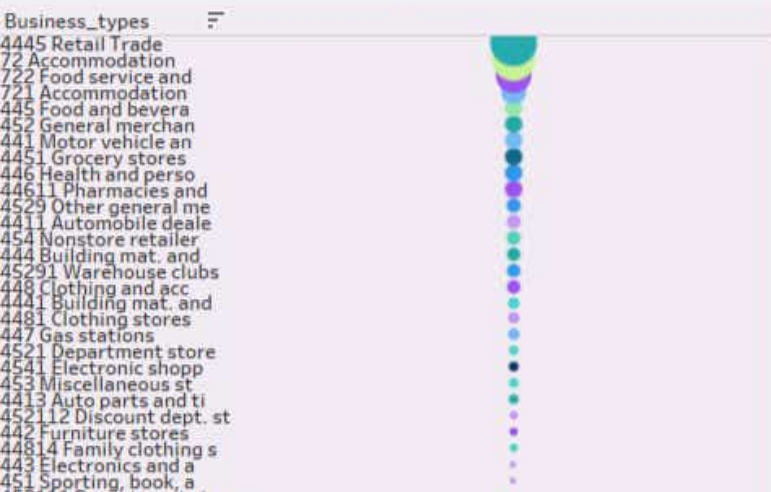 Business_types
4445 Retail Trade
72 Accommodation
722 Food service and
721 Accommodation
445 Food and bevera
452 General merchan
441 Motor vehicle an
4451 Grocery stores
446 Health and perso
44611 Pharmacies and
4529 Other general me
4411 Automobile deale
454 Nonstore retailer
444 Building mat. and
45291 Warehouse clubs
448 Clothing and acc
4441 Building mat. and
4481 Clothing stores
447 Gas stations
4521 Department store
4541 Electronic shopp
453 Miscellaneous st
4413 Auto parts and ti
452112 Discount dept. st
442 Furniture stores
44814 Family clothing s
443 Electronics and a
451 Sporting, book, a